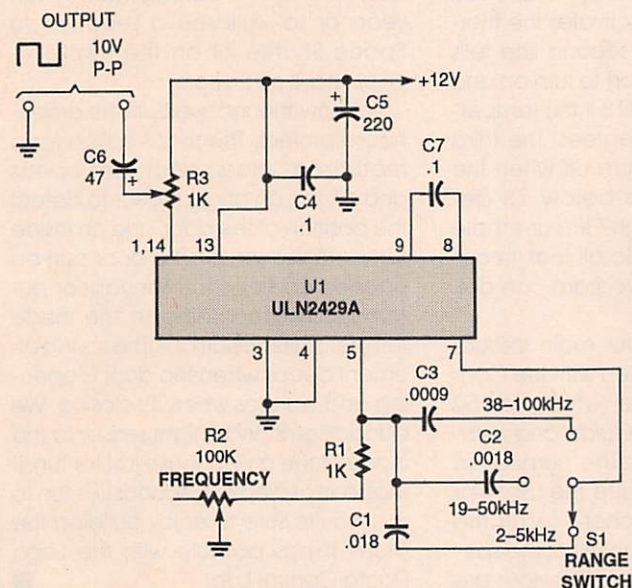 OUTPUT
10V
P-P
+12V
C5
220
C6
47
R3
1K
C4
.1
C7
.1
1,14
13
9
8
U1
ULN2429A
3
4
5
7
C3
.0009
38–100kHz
R2
100K
FREQUENCY
R1
1K
C2
.0018
19–50kHz
C1
.018
2–5kHz
S1
RANGE
SWITCH